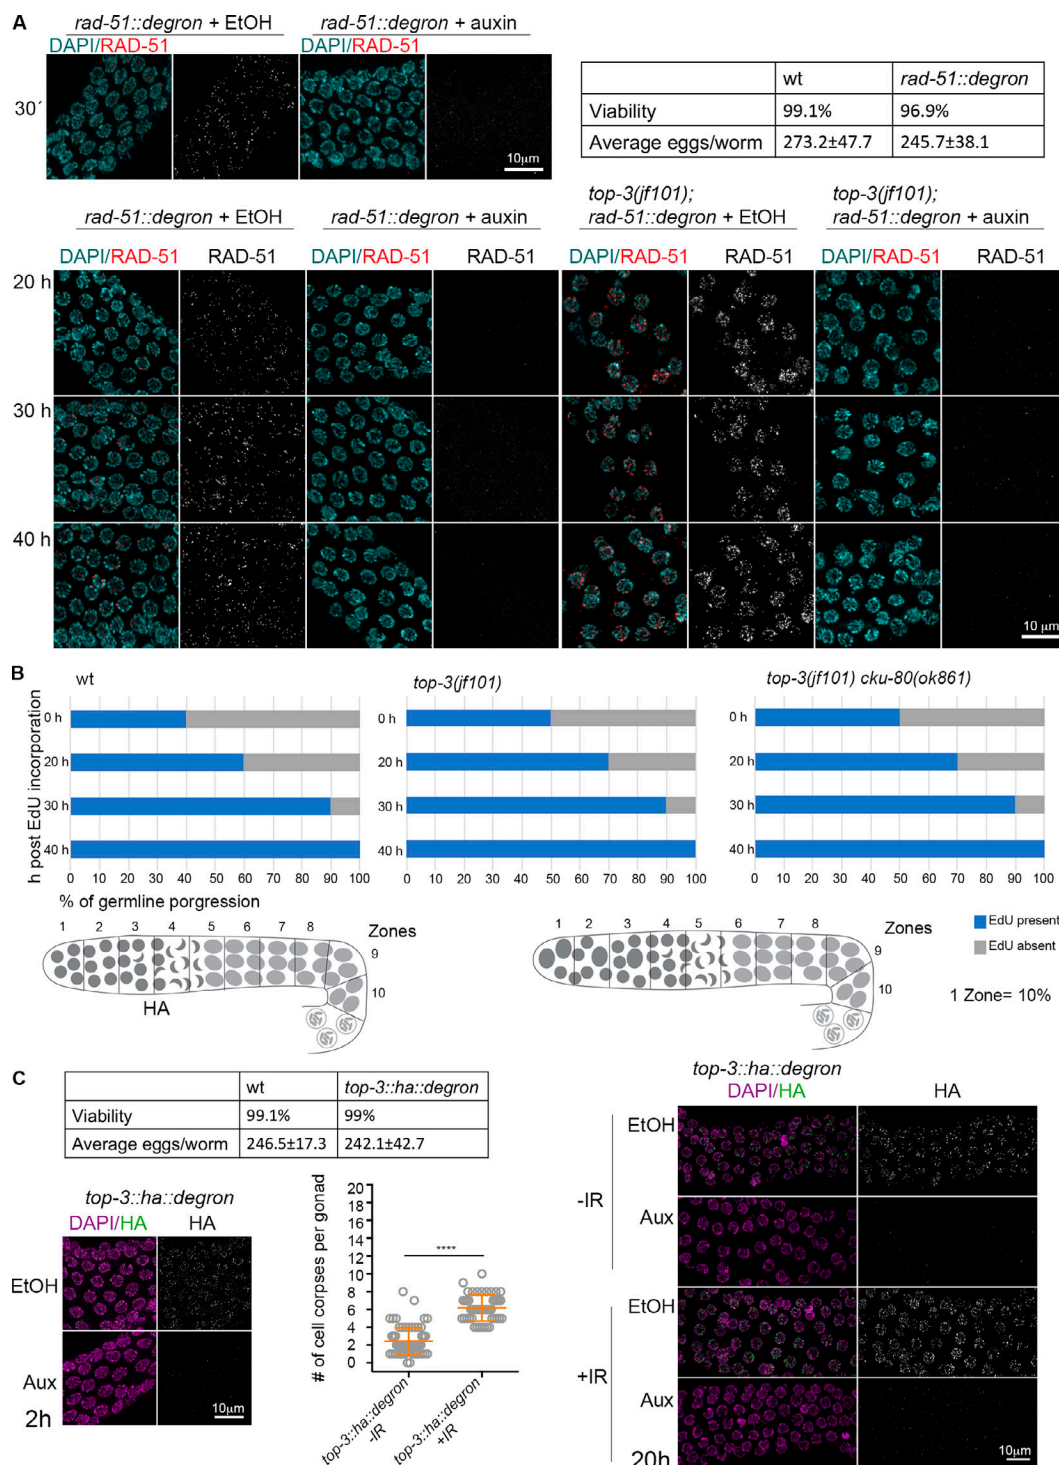 A
rad-51::degron + EtOH
rad-51::degron + auxin
DAPI/RAD-51
DAPI/RAD-51
30´
10μm
wt
rad-51::degron
Viability
99.1%
96.9%
Average eggs/worm
273.2±47.7
245.7±38.1
rad-51::degron + EtOH
rad-51::degron + auxin
top-3(jf101);
rad-51::degron + EtOH
top-3(jf101);
rad-51::degron + auxin
DAPI/RAD-51
RAD-51
DAPI/RAD-51
RAD-51
DAPI/RAD-51
RAD-51
DAPI/RAD-51
RAD-51
20 h
30 h
40 h
10 μm
B
wt
top-3(jf101)
top-3(jf101) cku-80(ok861)
h post EdU incorporation
0 h
20 h
30 h
40 h
0 10 20 30 40 50 60 70 80 90 100
0 h
20 h
30 h
40 h
0 10 20 30 40 50 60 70 80 90 100
0 h
20 h
30 h
40 h
0 10 20 30 40 50 60 70 80 90 100
% of germline porgression
1 2 3 4 5 6 7 8
Zones
9
10
HA
1 2 3 4 5 6 7 8
Zones
9
10
EdU present
EdU absent
1 Zone= 10%
C
wt
top-3::ha::degron
Viability
99.1%
99%
Average eggs/worm
246.5±17.3
242.1±42.7
top-3::ha::degron
DAPI/HA
HA
EtOH
Aux
2h
10μm
# of cell corpses per gonad
20
18
16
14
12
10
8
6
4
2
0
****
top-3::ha::degron
-IR
top-3::ha::degron
+IR
top-3::ha::degron
DAPI/HA
HA
-IR
EtOH
Aux
+IR
EtOH
Aux
20h
10μm